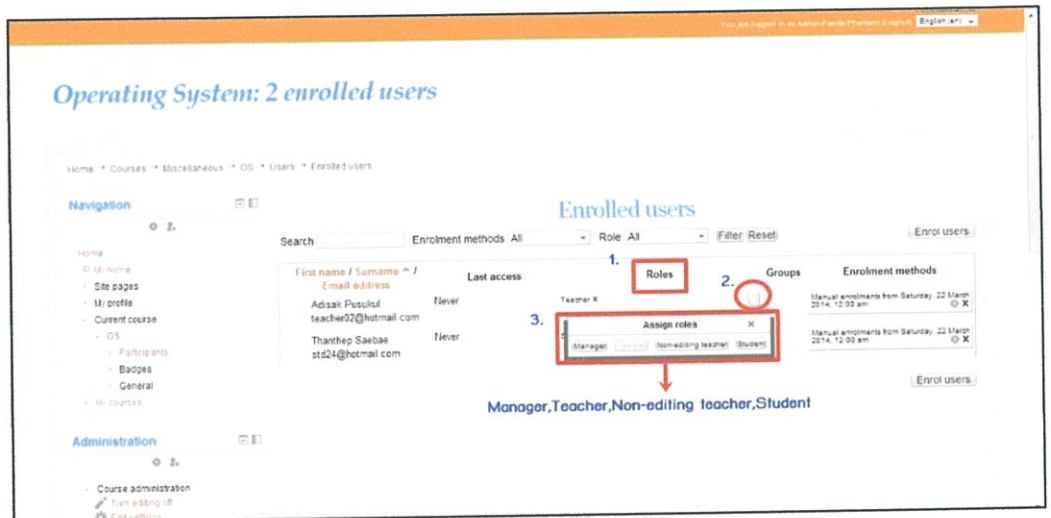 You are logged in as Admin-Panida Phansen (Logout) English (en)
Operating System: 2 enrolled users
Home Courses Miscellaneous OS Users Enrolled users
Navigation
Enrolled users
Search Enrolment methods All Role All Filter Reset Enrol users
Home
My home
Site pages
My profile
Current course
OS
Participants
Badges
General
My courses
1.
2.
3.
First name / Surname / Last access Roles Groups Enrolment methods
Email address
Adisak Pusukul Never Teacher X Manual enrolments from Saturday, 22 March
teacher02@hotmail.com 2014, 12:00 am X
Assign roles X
Thanthep Saebae Never Manual enrolments from Saturday, 22 March
std24@hotmail.com 2014, 12:00 am X
Manager Teacher Non-editing teacher Student
Enrol users
Manager,Teacher,Non-editing teacher,Student
Administration
Course administration
Turn editing off
Edit settings